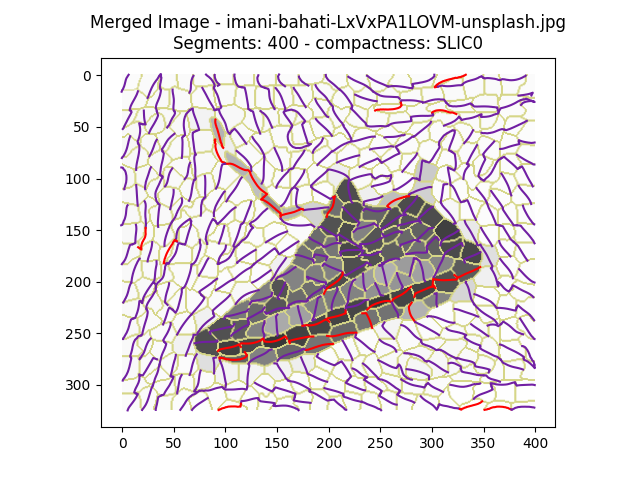 Merged Image - imani-bahati-LxVxPA1LOVM-unsplash.jpg
Segments: 400 - compactness: SLIC0
0
50
100
150
200
250
300
0 50 100 150 200 250 300 350 400